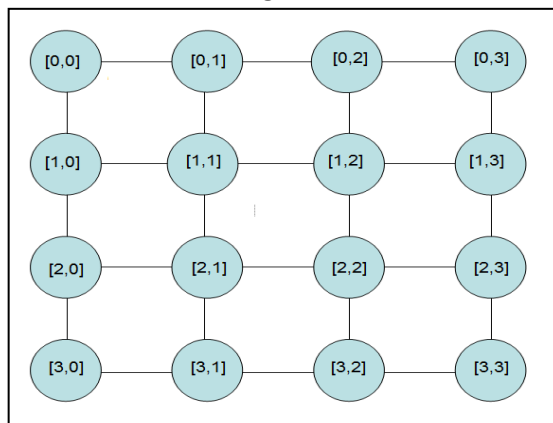 [0,0] [0,1] [0,2] [0,3]
[1,0] [1,1] [1,2] [1,3]
[2,0] [2,1] [2,2] [2,3]
[3,0] [3,1] [3,2] [3,3]